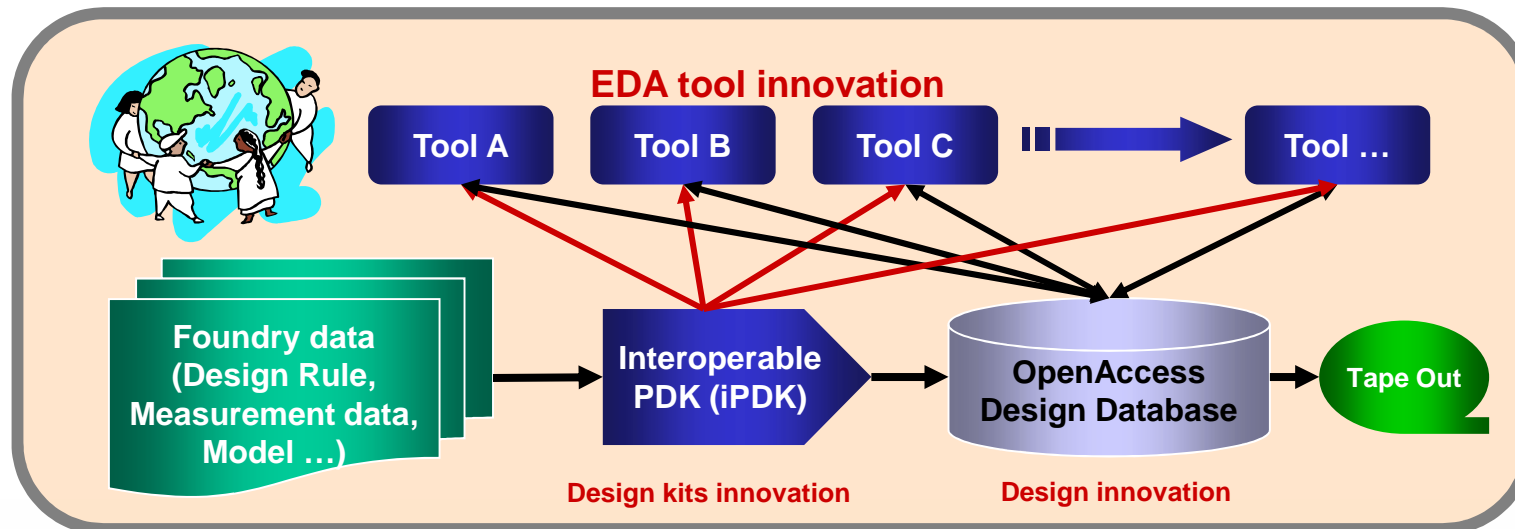 EDA tool innovation
Tool A
Tool B
Tool C
Tool …
Foundry data
(Design Rule,
Measurement data,
Model …)
Interoperable
PDK (iPDK)
OpenAccess
Design Database
Tape Out
Design kits innovation
Design innovation